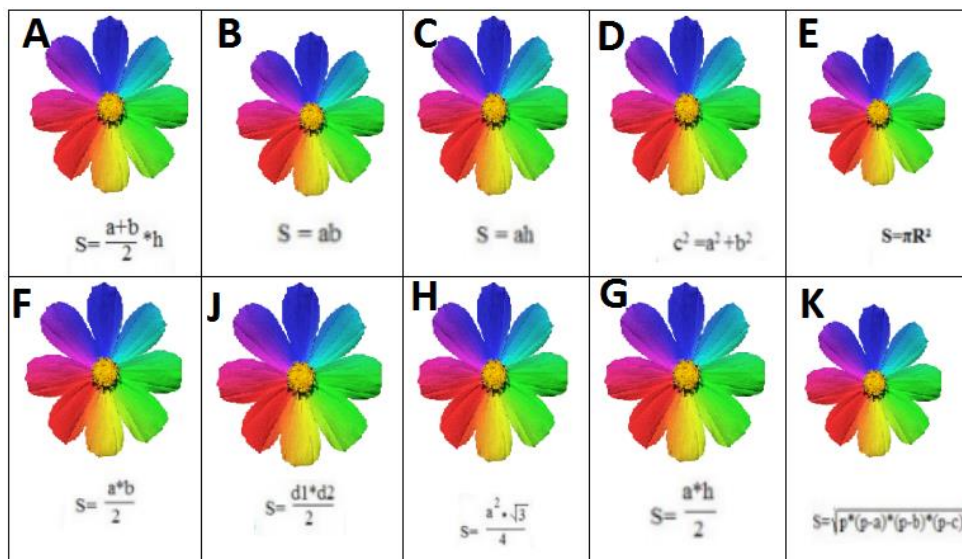 A B C D E
S= a+b/2 *h
S = ab
S = ah
c² =a² +b²
S=πR²
F J H G K
S= a*b/2
S= d1*d2/2
S= a² * √3/4
S= a*h/2
S=√p*(p-a)*(p-b)*(p-c)